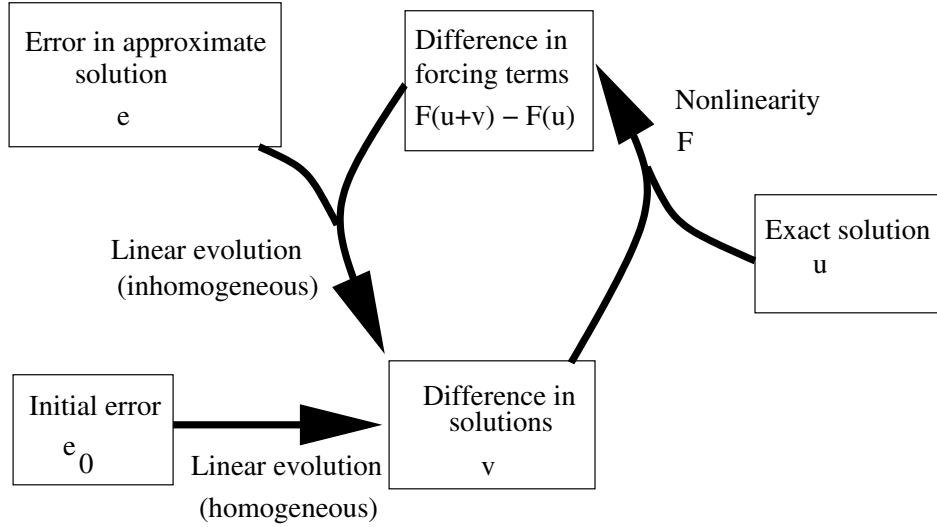 Error in approximate
solution
e
Difference in
forcing terms
F(u+v) − F(u)
Nonlinearity
F
Exact solution
u
Linear evolution
(inhomogeneous)
Initial error
e₀
Linear evolution
(homogeneous)
Difference in
solutions
v